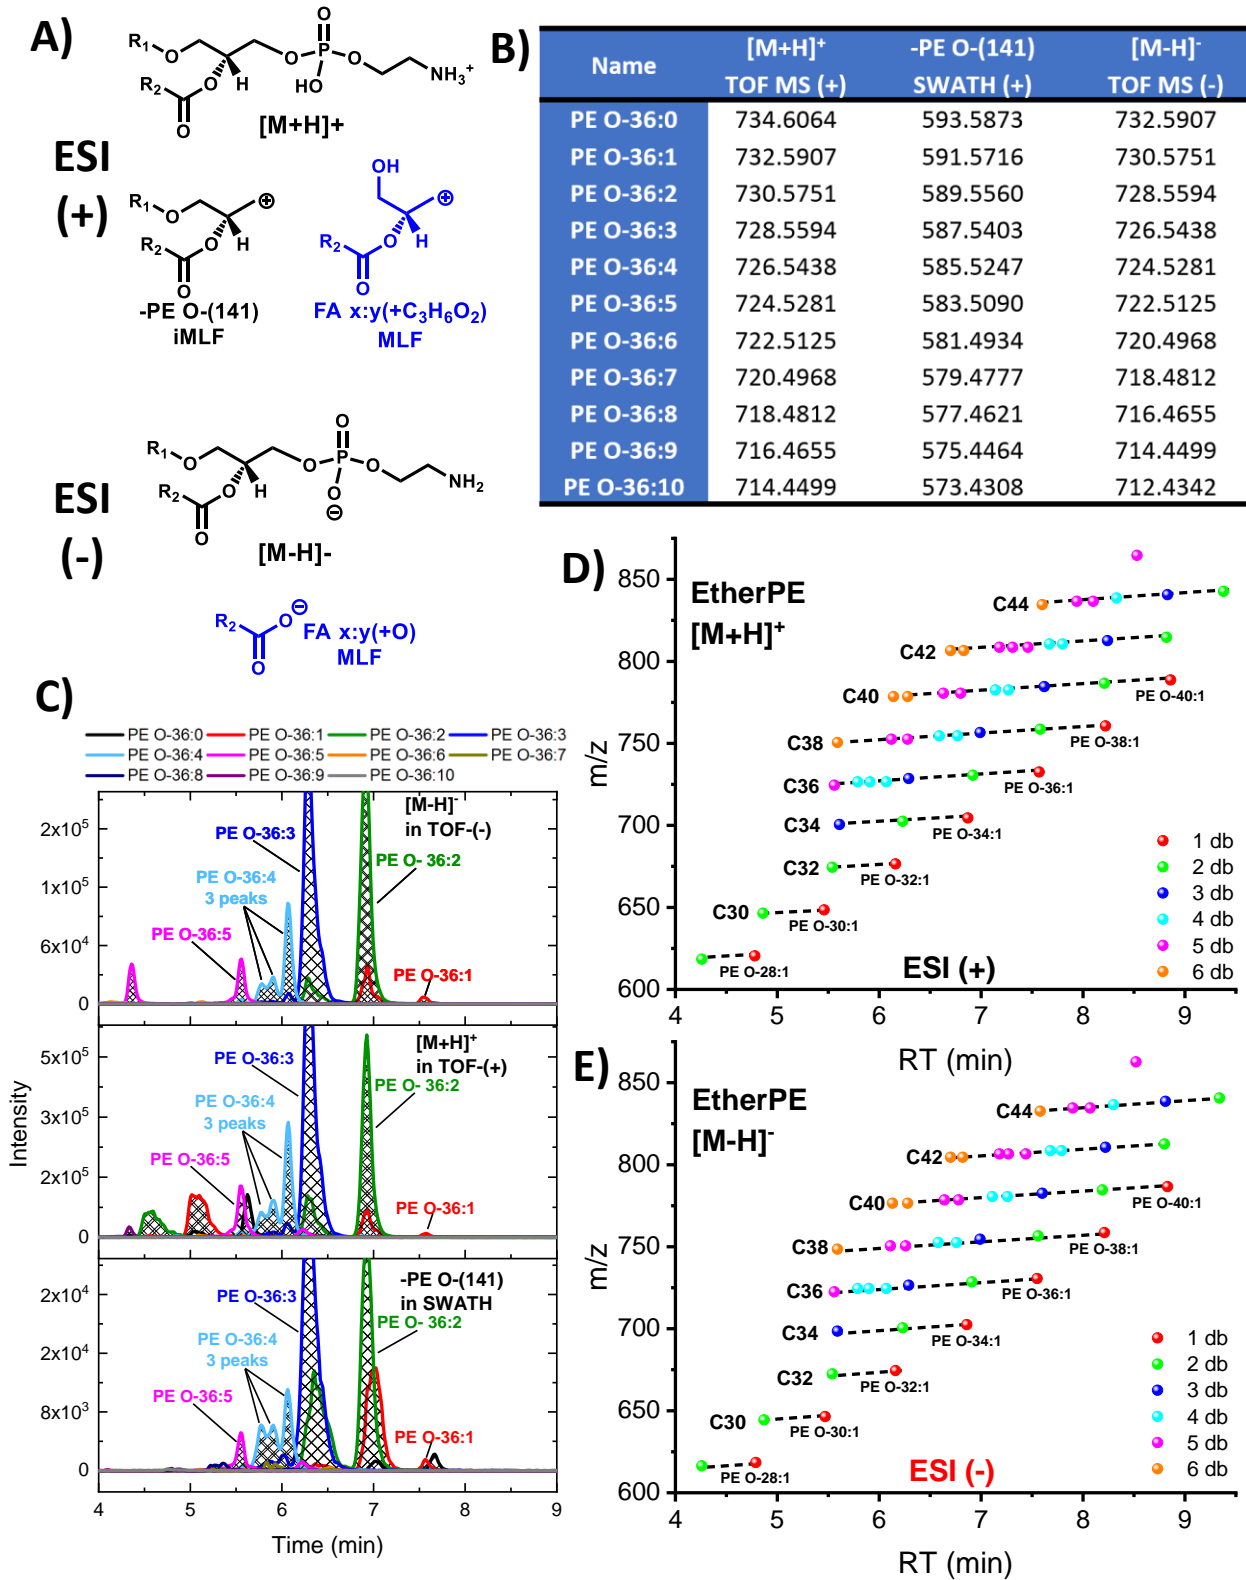 A)
R1
O
O
O
P
O
HO
O
NH3+
H
R2
O
O
[M+H]+
ESI
(+)
R1
O
⊕
R2
O
H
O
-PE O-(141)
iMLF
OH
⊕
R2
O
H
O
FA x:y(+C3H6O2)
MLF
ESI
(-)
R1
O
O
O
P
O
O
⊖
NH2
H
R2
O
O
[M-H]-
R2
O
⊖
O
FA x:y(+O)
MLF
B)
Name [M+H]+ -PE O-(141) [M-H]-
TOF MS (+) SWATH (+) TOF MS (-)
PE O-36:0 734.6064 593.5873 732.5907
PE O-36:1 732.5907 591.5716 730.5751
PE O-36:2 730.5751 589.5560 728.5594
PE O-36:3 728.5594 587.5403 726.5438
PE O-36:4 726.5438 585.5247 724.5281
PE O-36:5 724.5281 583.5090 722.5125
PE O-36:6 722.5125 581.4934 720.4968
PE O-36:7 720.4968 579.4777 718.4812
PE O-36:8 718.4812 577.4621 716.4655
PE O-36:9 716.4655 575.4464 714.4499
PE O-36:10 714.4499 573.4308 712.4342
C)
PE O-36:0 PE O-36:1 PE O-36:2 PE O-36:3
PE O-36:4 PE O-36:5 PE O-36:6 PE O-36:7
PE O-36:8 PE O-36:9 PE O-36:10
[M-H]-
in TOF-(-)
PE O-36:3
PE O- 36:2
PE O-36:4
3 peaks
PE O-36:5
PE O-36:1
2x10^5
1x10^5
6x10^4
0
[M+H]+
in TOF-(+)
PE O-36:3
PE O- 36:2
PE O-36:4
3 peaks
PE O-36:5
PE O-36:1
5x10^5
3x10^5
2x10^5
0
-PE O-(141)
in SWATH
PE O-36:3
PE O- 36:2
PE O-36:4
3 peaks
PE O-36:5
PE O-36:1
2x10^4
2x10^4
8x10^3
0
Intensity
4 5 6 7 8 9
Time (min)
D)
EtherPE
[M+H]+
850
800
750
700
650
600
m/z
C44
C42
C40
PE O-40:1
C38
PE O-38:1
C36
PE O-36:1
C34
PE O-34:1
C32
PE O-32:1
C30
PE O-30:1
PE O-28:1
1 db
2 db
3 db
4 db
5 db
6 db
ESI (+)
4 5 6 7 8 9
RT (min)
E)
EtherPE
[M-H]-
850
800
750
700
650
600
m/z
C44
C42
C40
PE O-40:1
C38
PE O-38:1
C36
PE O-36:1
C34
PE O-34:1
C32
PE O-32:1
C30
PE O-30:1
PE O-28:1
1 db
2 db
3 db
4 db
5 db
6 db
ESI (-)
4 5 6 7 8 9
RT (min)